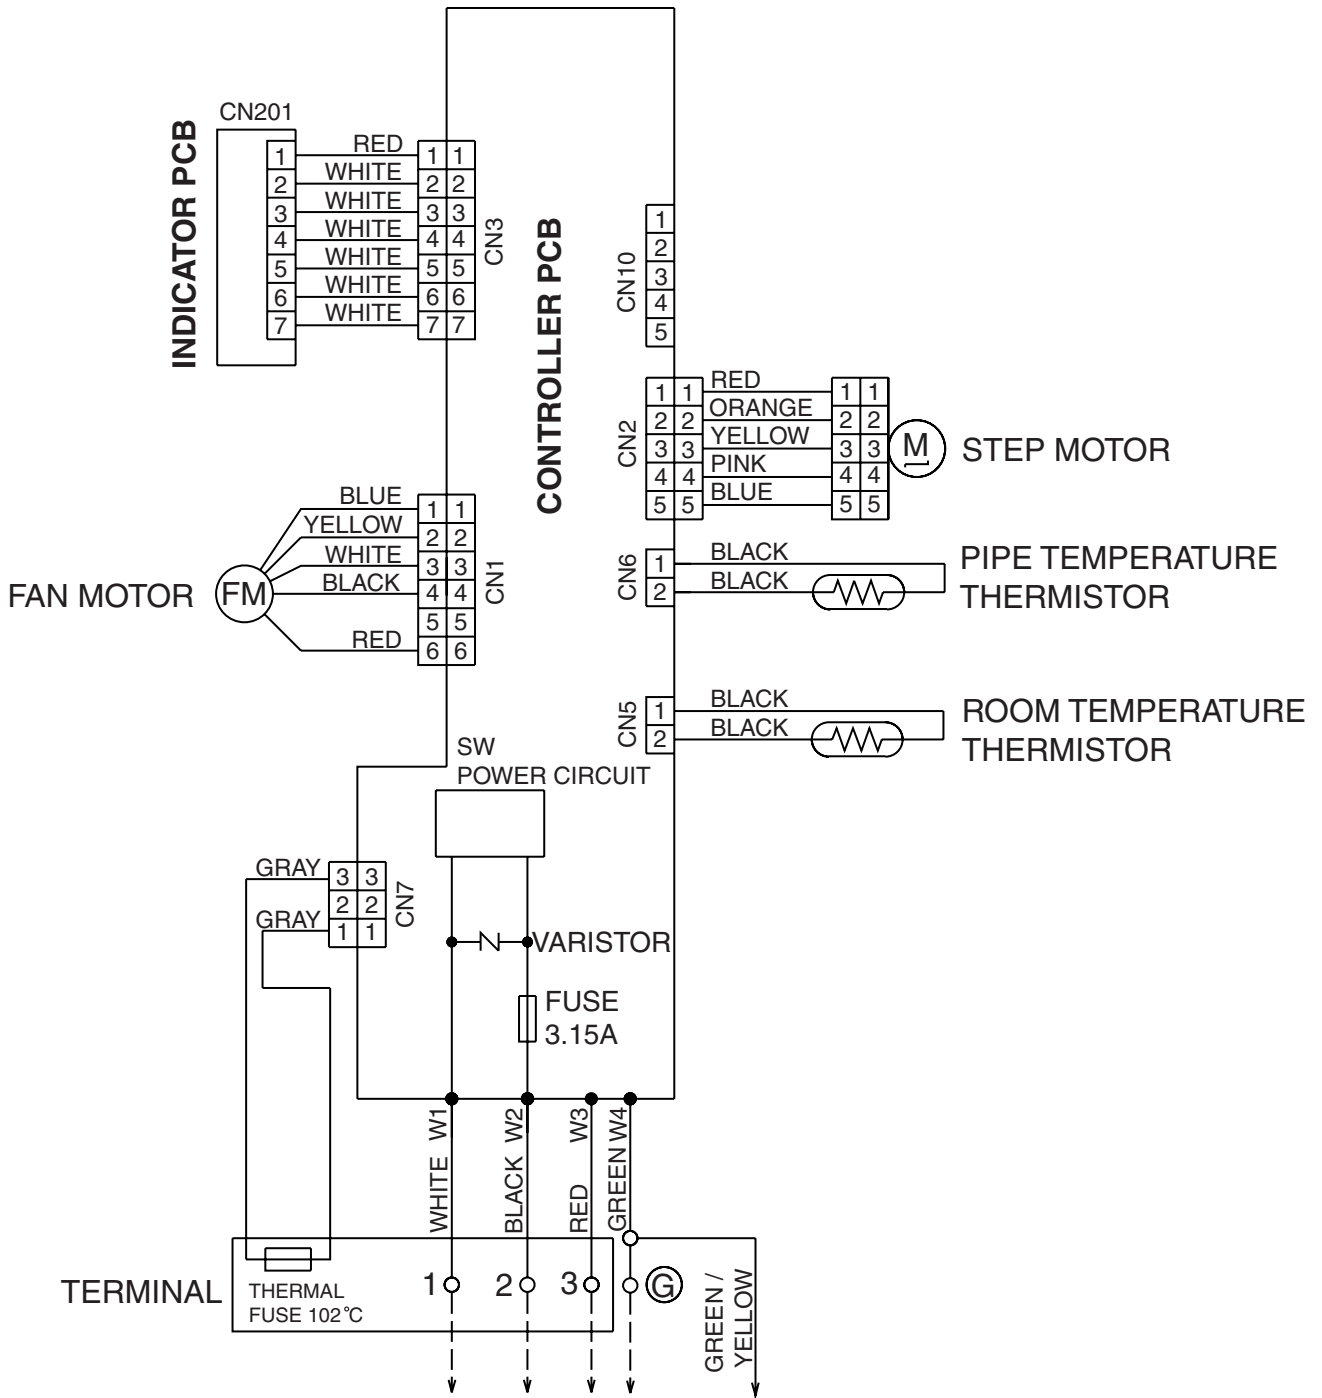 CN201
INDICATOR PCB
1
2
3
4
5
6
7
RED
WHITE
WHITE
WHITE
WHITE
WHITE
WHITE
1 1
2 2
3 3
4 4
5 5
6 6
7 7
CN3
CONTROLLER PCB
CN10
1
2
3
4
5
CN2
1 1
2 2
3 3
4 4
5 5
RED
ORANGE
YELLOW
PINK
BLUE
1 1
2 2
3 3
4 4
5 5
M
STEP MOTOR
FAN MOTOR
FM
BLUE
YELLOW
WHITE
BLACK
RED
1 1
2 2
3 3
4 4
5 5
6 6
CN1
CN6
1
2
BLACK
BLACK
PIPE TEMPERATURE
THERMISTOR
CN5
1
2
BLACK
BLACK
ROOM TEMPERATURE
THERMISTOR
SW
POWER CIRCUIT
GRAY
GRAY
3 3
2 2
1 1
CN7
VARISTOR
FUSE
3.15A
WHITE W1
BLACK W2
RED W3
GREEN W4
TERMINAL
THERMAL
FUSE 102°C
1
2
3
G
GREEN /
YELLOW